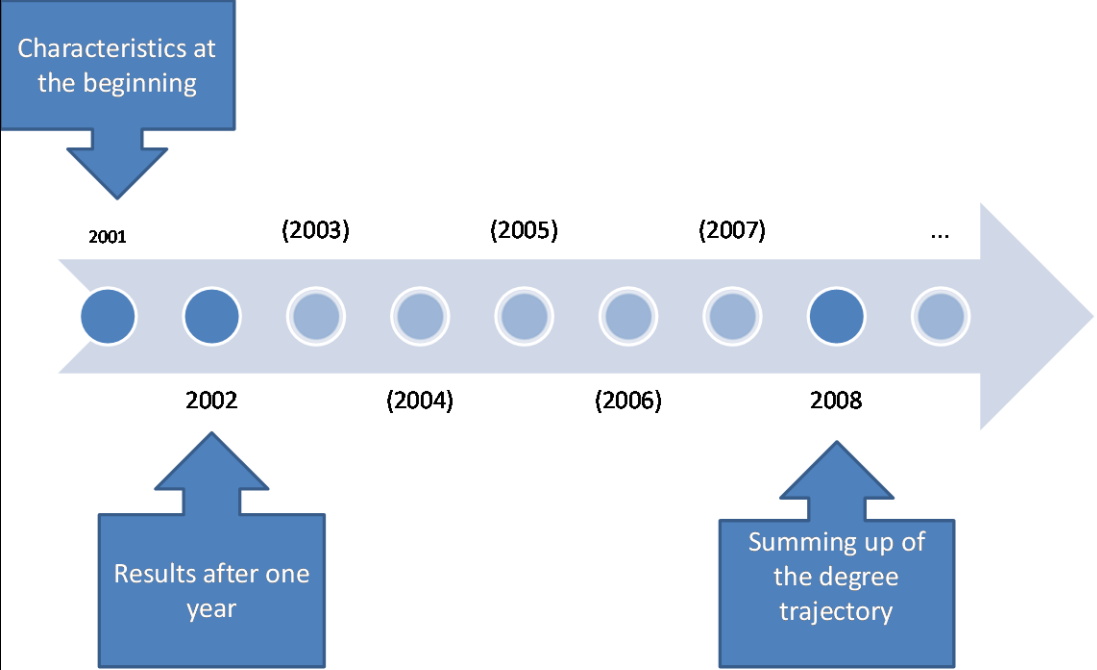 Characteristics at
the beginning
2001
(2003)
(2005)
(2007)
...
2002
(2004)
(2006)
2008
Results after one
year
Summing up of
the degree
trajectory